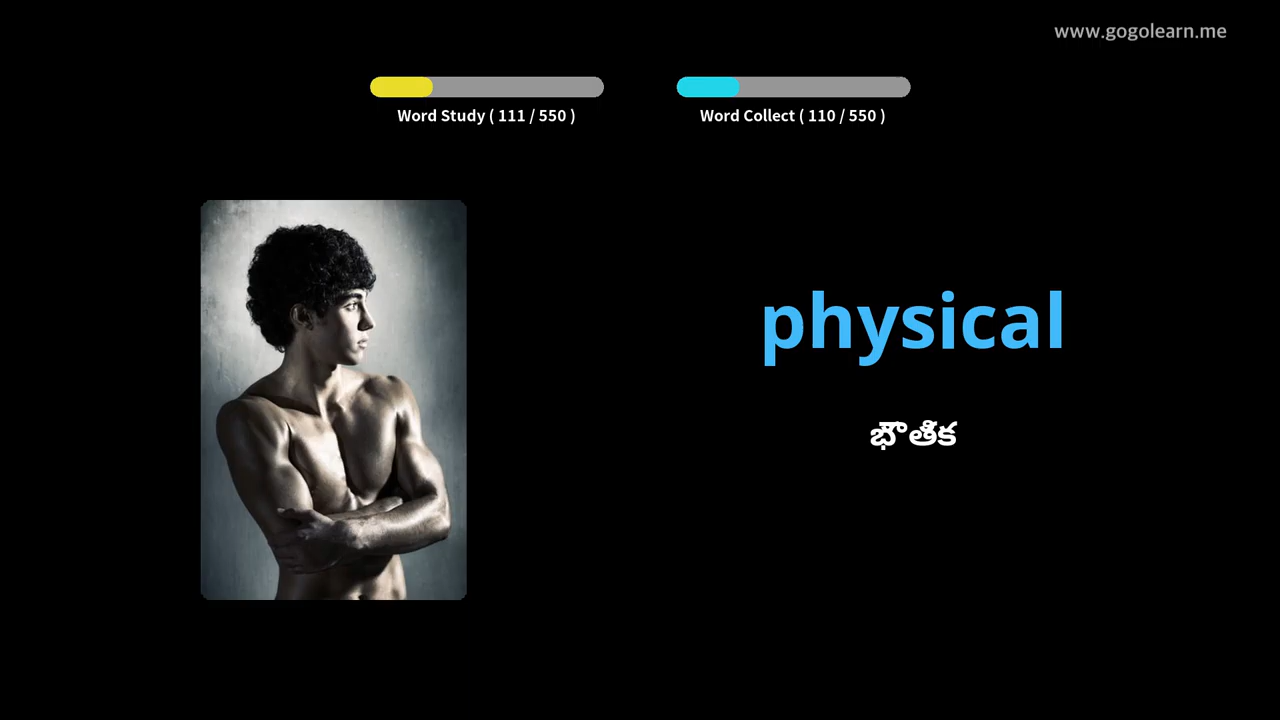 www.gogolearn.me
Word Study ( 111 / 550 )
Word Collect ( 110 / 550 )
physical
భౌతిక